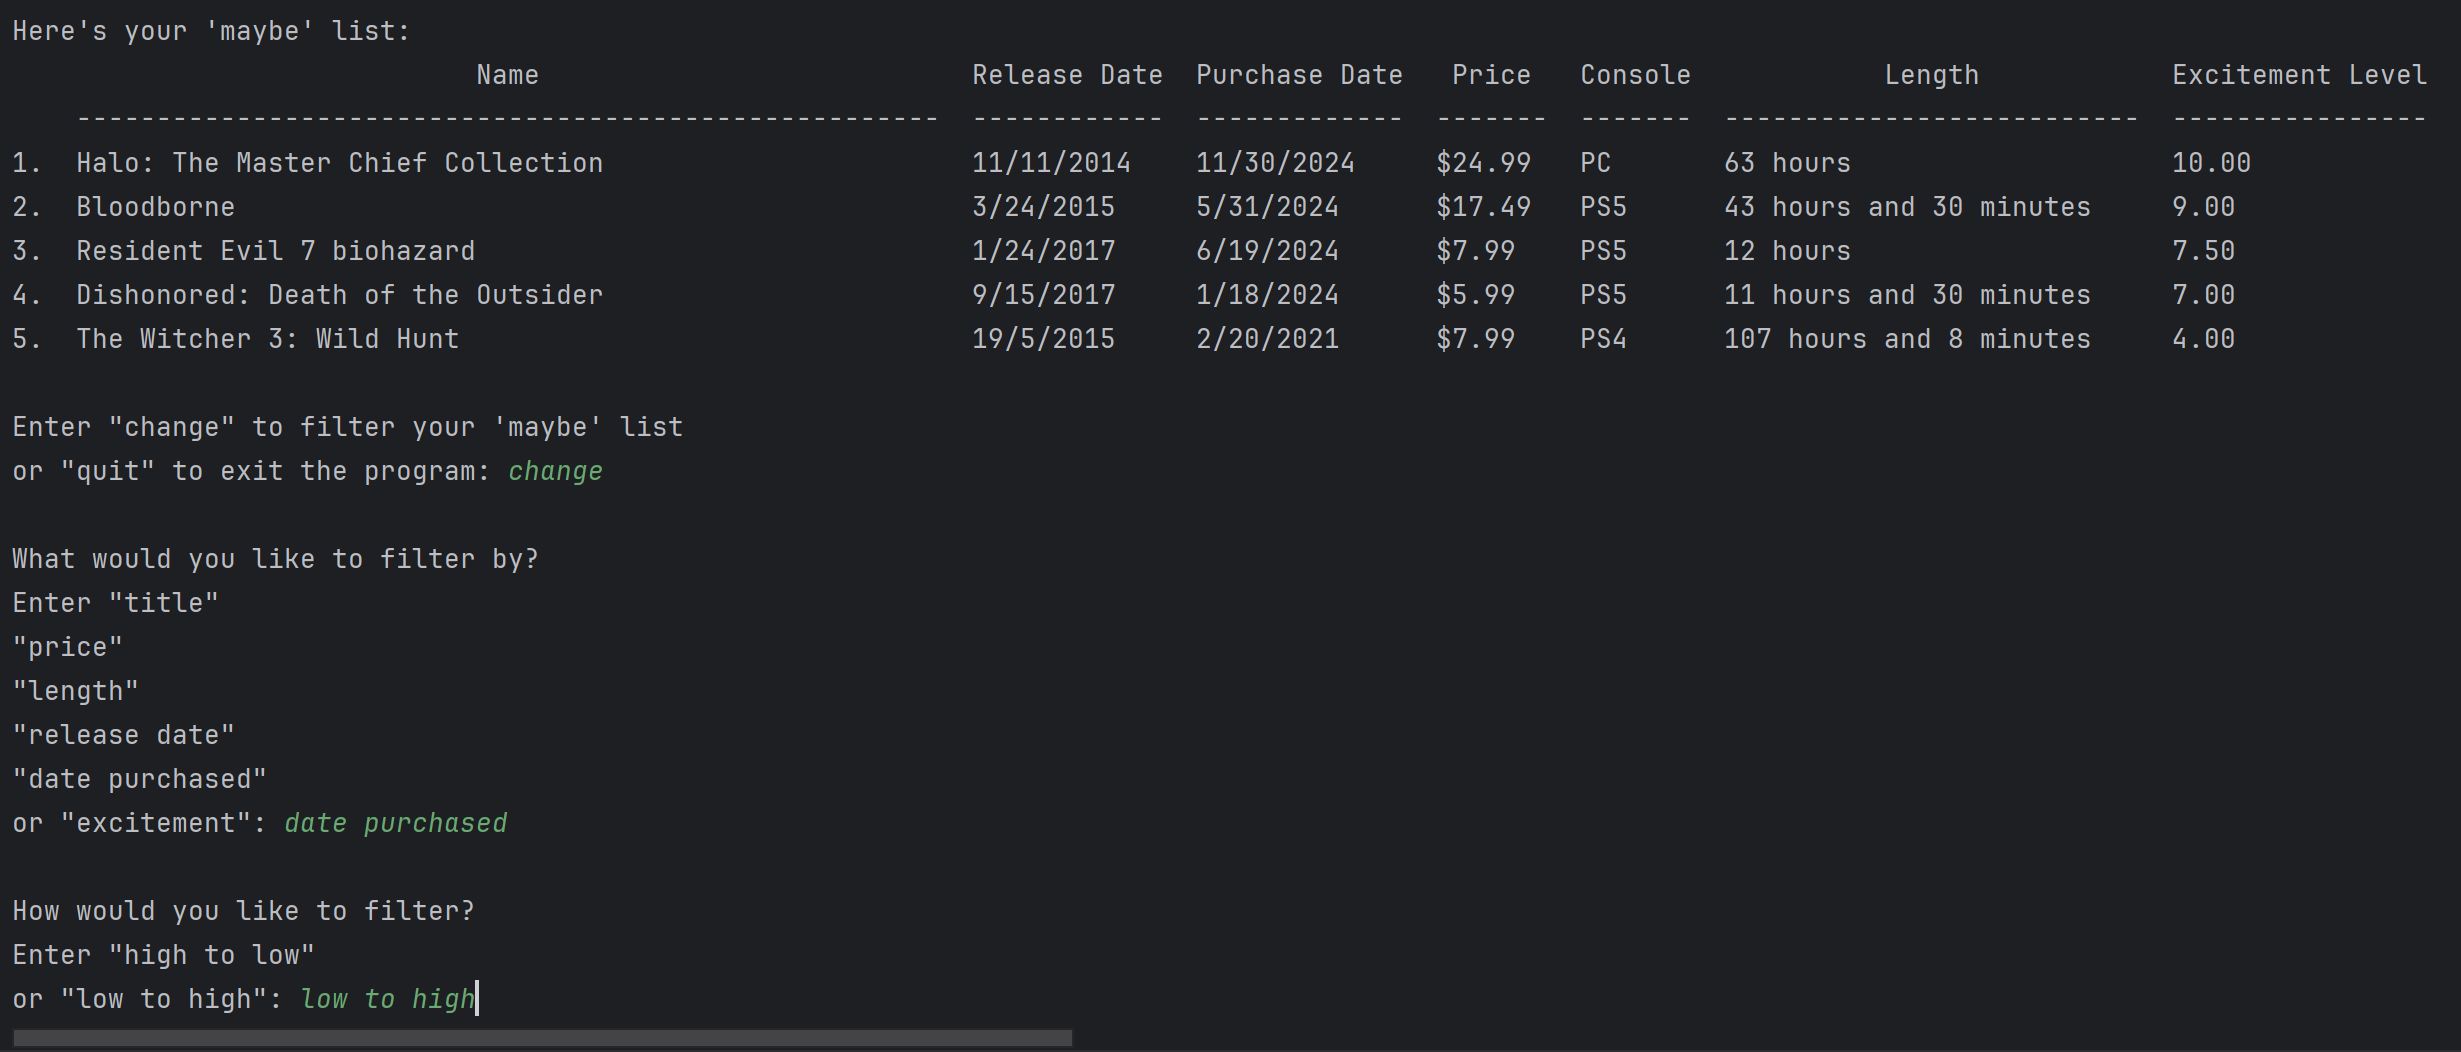 Here's your 'maybe' list:
Name Release Date Purchase Date Price Console Length Excitement Level
------------------------------------------------------ ------------ ------------- ------- ------- -------------------------- ----------------
1. Halo: The Master Chief Collection 11/11/2014 11/30/2024 $24.99 PC 63 hours 10.00
2. Bloodborne 3/24/2015 5/31/2024 $17.49 PS5 43 hours and 30 minutes 9.00
3. Resident Evil 7 biohazard 1/24/2017 6/19/2024 $7.99 PS5 12 hours 7.50
4. Dishonored: Death of the Outsider 9/15/2017 1/18/2024 $5.99 PS5 11 hours and 30 minutes 7.00
5. The Witcher 3: Wild Hunt 19/5/2015 2/20/2021 $7.99 PS4 107 hours and 8 minutes 4.00
Enter "change" to filter your 'maybe' list
or "quit" to exit the program: change
What would you like to filter by?
Enter "title"
"price"
"length"
"release date"
"date purchased"
or "excitement": date purchased
How would you like to filter?
Enter "high to low"
or "low to high": low to high